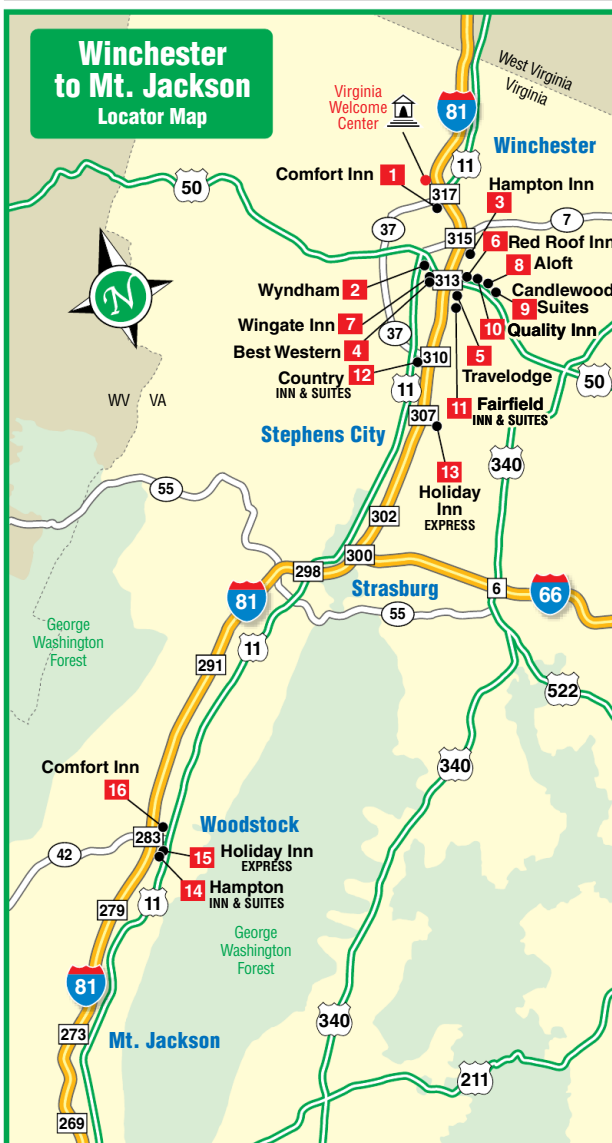 Winchester
to Mt. Jackson
Locator Map
West Virginia
Virginia
Virginia
Welcome
Center
81
Winchester
11
Comfort Inn 1
317
Hampton Inn
3
50
7
37
315
6 Red Roof Inn
8 Aloft
Wyndham 2
313
Candlewood
9 Suites
N
Wingate Inn 7
10 Quality Inn
37
Best Western 4
310
5
Travelodge
Country 12
INN & SUITES
50
11
WV VA
307
11 Fairfield
INN & SUITES
Stephens City
340
13
Holiday
Inn
EXPRESS
55
302
300
298
Strasburg
6
66
81
55
George
Washington
Forest
11
291
522
340
Comfort Inn
16
Woodstock
283
42
15 Holiday Inn
EXPRESS
14 Hampton
INN & SUITES
11
279
George
Washington
Forest
81
340
273
Mt. Jackson
211
269